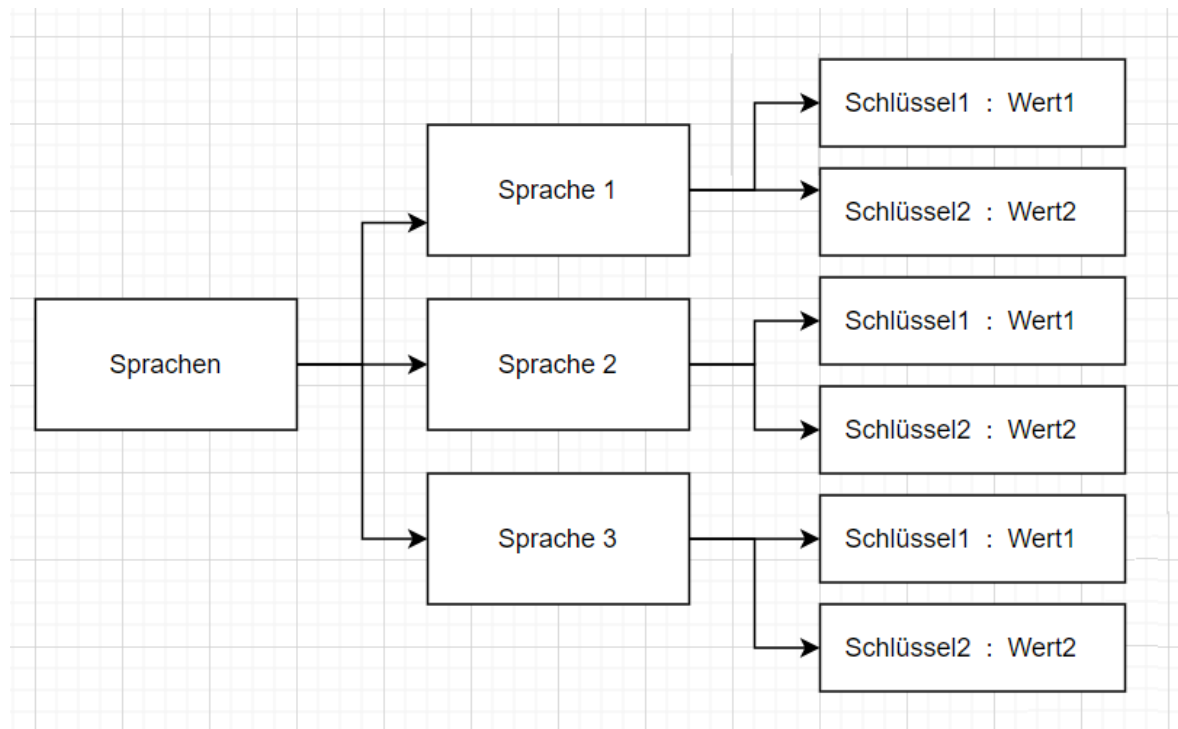 Sprachen
Sprache 1
Schlüssel1 : Wert1
Schlüssel2 : Wert2
Sprache 2
Schlüssel1 : Wert1
Schlüssel2 : Wert2
Sprache 3
Schlüssel1 : Wert1
Schlüssel2 : Wert2